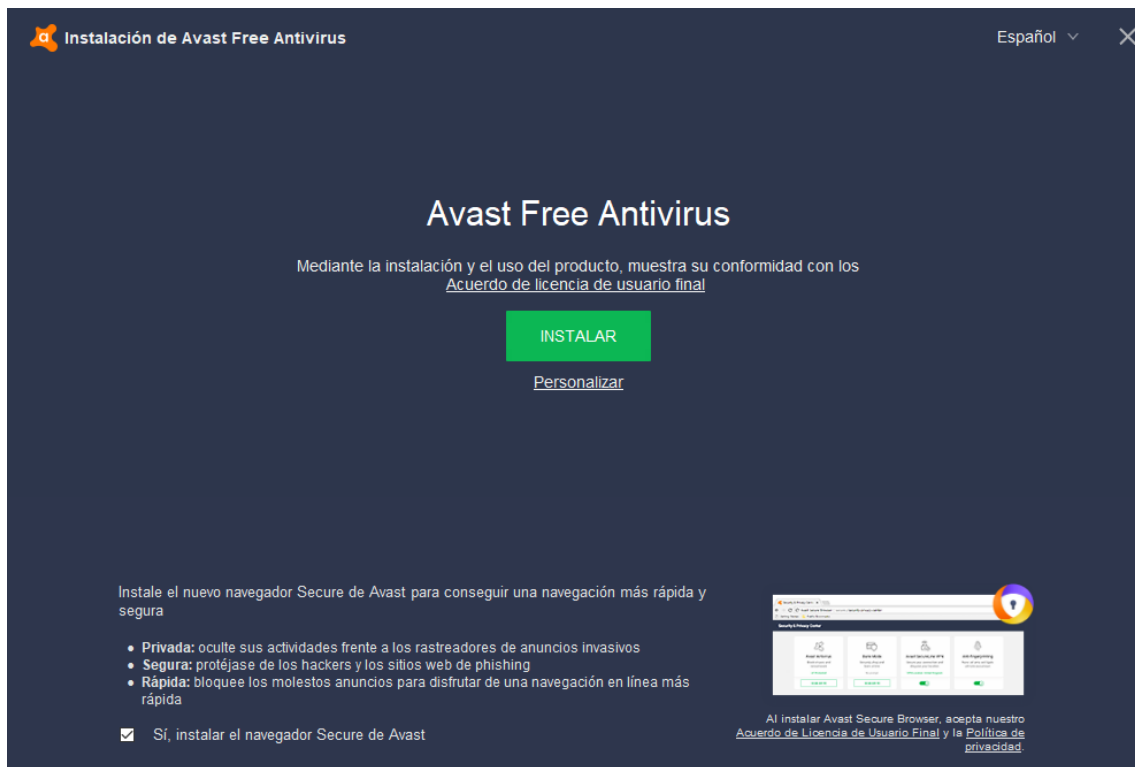 Instalación de Avast Free Antivirus
Español
Avast Free Antivirus
Mediante la instalación y el uso del producto, muestra su conformidad con los
Acuerdo de licencia de usuario final
INSTALAR
Personalizar
Instale el nuevo navegador Secure de Avast para conseguir una navegación más rápida y
segura
Privada: oculte sus actividades frente a los rastreadores de anuncios invasivos
Segura: protéjase de los hackers y los sitios web de phishing
Rápida: bloquee los molestos anuncios para disfrutar de una navegación en línea más
rápida
Sí, instalar el navegador Secure de Avast
Security & Privacy Center
Al instalar Avast Secure Browser, acepta nuestro
Acuerdo de Licencia de Usuario Final y la Política de
privacidad.